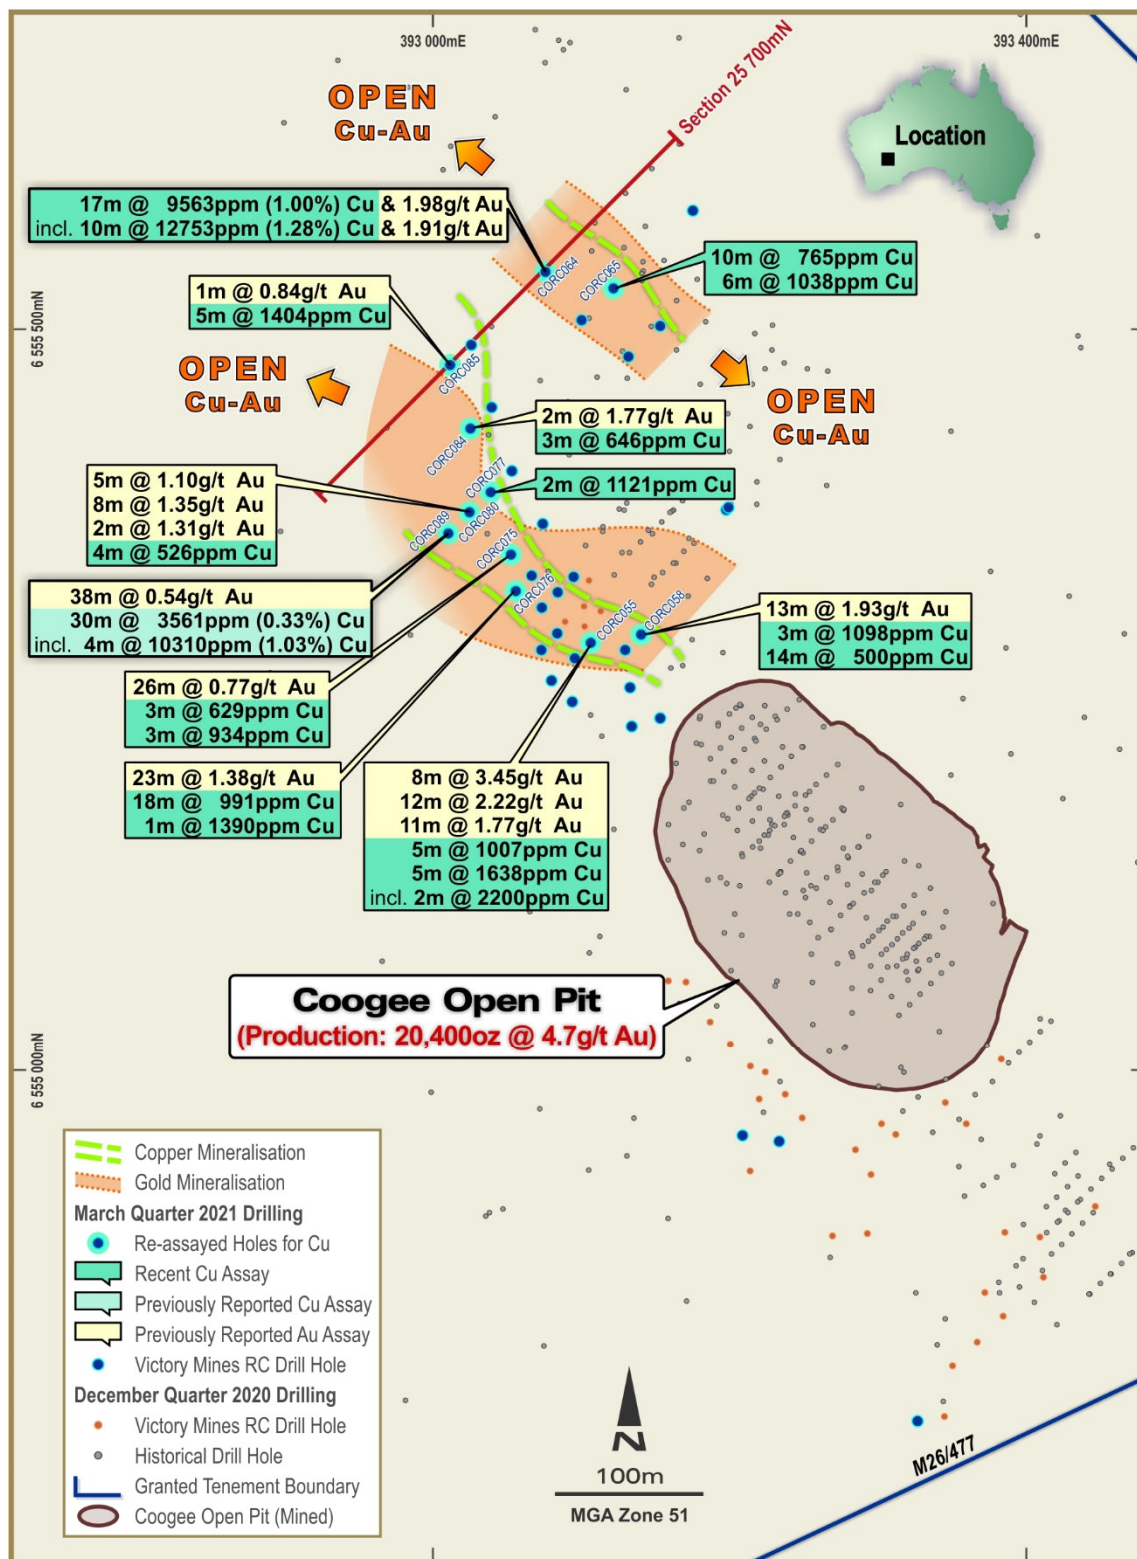 393 000mE
393 400mE
Section 25 700mN
OPEN
Cu-Au
Location
17m @ 9563ppm (1.00%) Cu & 1.98g/t Au
incl. 10m @ 12753ppm (1.28%) Cu & 1.91g/t Au
CORC064
CORC065
10m @ 765ppm Cu
6m @ 1038ppm Cu
1m @ 0.84g/t Au
5m @ 1404ppm Cu
6 555 500mN
CORC085
OPEN
Cu-Au
OPEN
Cu-Au
2m @ 1.77g/t Au
3m @ 646ppm Cu
CORC084
CORC077
2m @ 1121ppm Cu
5m @ 1.10g/t Au
8m @ 1.35g/t Au
2m @ 1.31g/t Au
4m @ 526ppm Cu
CORC089
CORC080
CORC075
CORC076
CORC055
CORC058
38m @ 0.54g/t Au
30m @ 3561ppm (0.33%) Cu
incl. 4m @ 10310ppm (1.03%) Cu
13m @ 1.93g/t Au
3m @ 1098ppm Cu
14m @ 500ppm Cu
26m @ 0.77g/t Au
3m @ 629ppm Cu
3m @ 934ppm Cu
23m @ 1.38g/t Au
18m @ 991ppm Cu
1m @ 1390ppm Cu
8m @ 3.45g/t Au
12m @ 2.22g/t Au
11m @ 1.77g/t Au
5m @ 1007ppm Cu
5m @ 1638ppm Cu
incl. 2m @ 2200ppm Cu
Coogee Open Pit
(Production: 20,400oz @ 4.7g/t Au)
6 555 000mN
Copper Mineralisation
Gold Mineralisation
March Quarter 2021 Drilling
Re-assayed Holes for Cu
Recent Cu Assay
Previously Reported Cu Assay
Previously Reported Au Assay
Victory Mines RC Drill Hole
December Quarter 2020 Drilling
Victory Mines RC Drill Hole
Historical Drill Hole
Granted Tenement Boundary
Coogee Open Pit (Mined)
N
100m
MGA Zone 51
M26/477